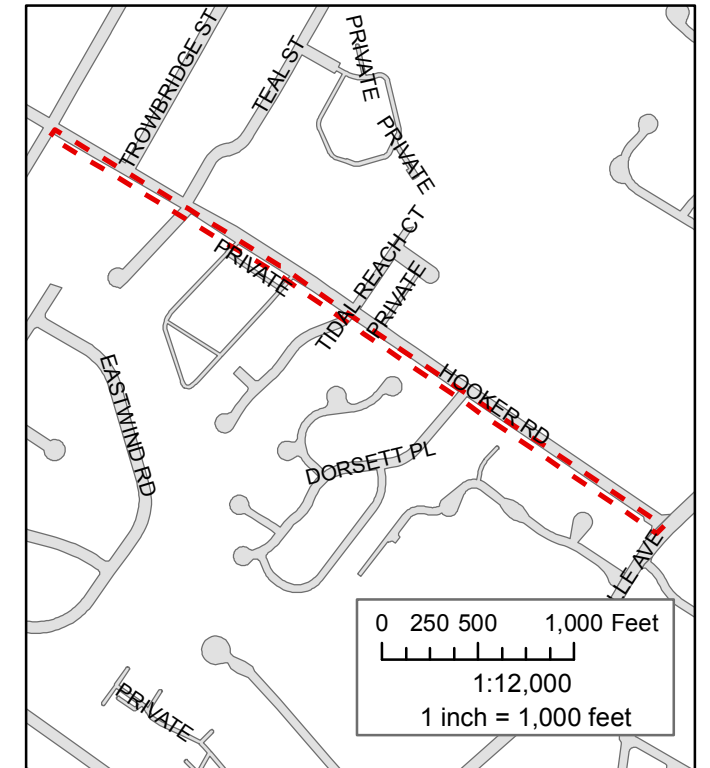 PRIVATE
TROWBRIDGE ST
TEAL ST
PRIVATE
TIDAL REACH CT
PRIVATE
PRIVATE
EASTWIND RD
HOOKER RD
DORSETT PL
LLE AVE
0 250 500 1,000 Feet
1:12,000
1 inch = 1,000 feet
PRIVATE